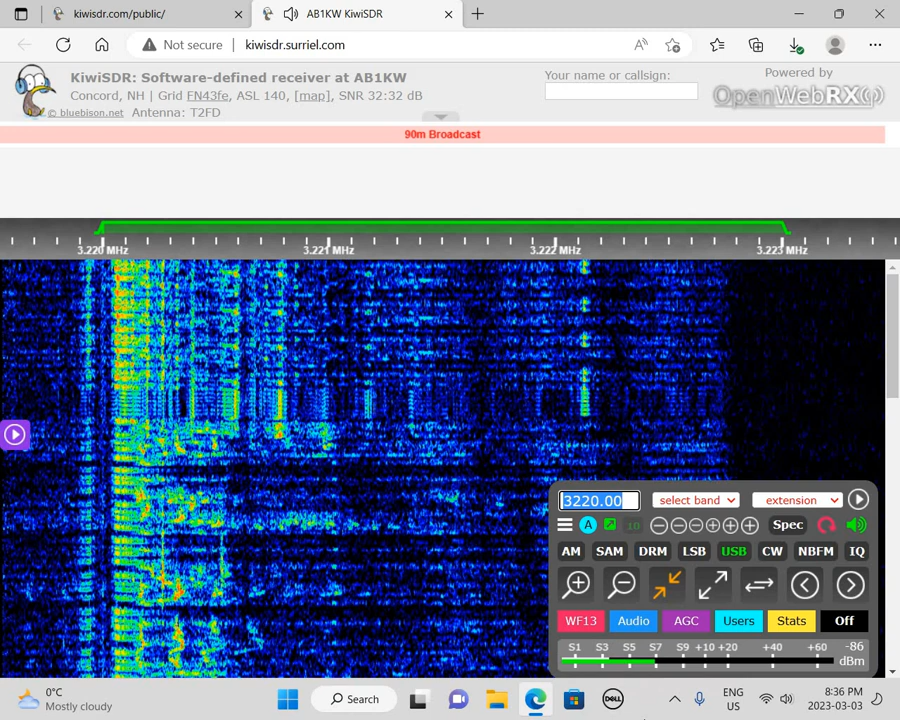 kiwisdr.com/public/
AB1KW KiwiSDR
Not secure | kiwisdr.surriel.com
KiwiSDR: Software-defined receiver at AB1KW
Concord, NH | Grid FN43fe, ASL 140, [map], SNR 32:32 dB
© bluebison.net Antenna: T2FD
Your name or callsign:
Powered by
OpenWebRX
90m Broadcast
3.220 MHz 3.221 MHz 3.222 MHz 3.223 MHz
3220.00 select band extension
A 10 Spec
AM SAM DRM LSB USB CW NBFM IQ
WF13 Audio AGC Users Stats Off
S1 S3 S5 S7 S9 +10 +20 +40 +60 -86
dBm
0°C
Mostly cloudy
Search
DELL
ENG
US
8:36 PM
2023-03-03